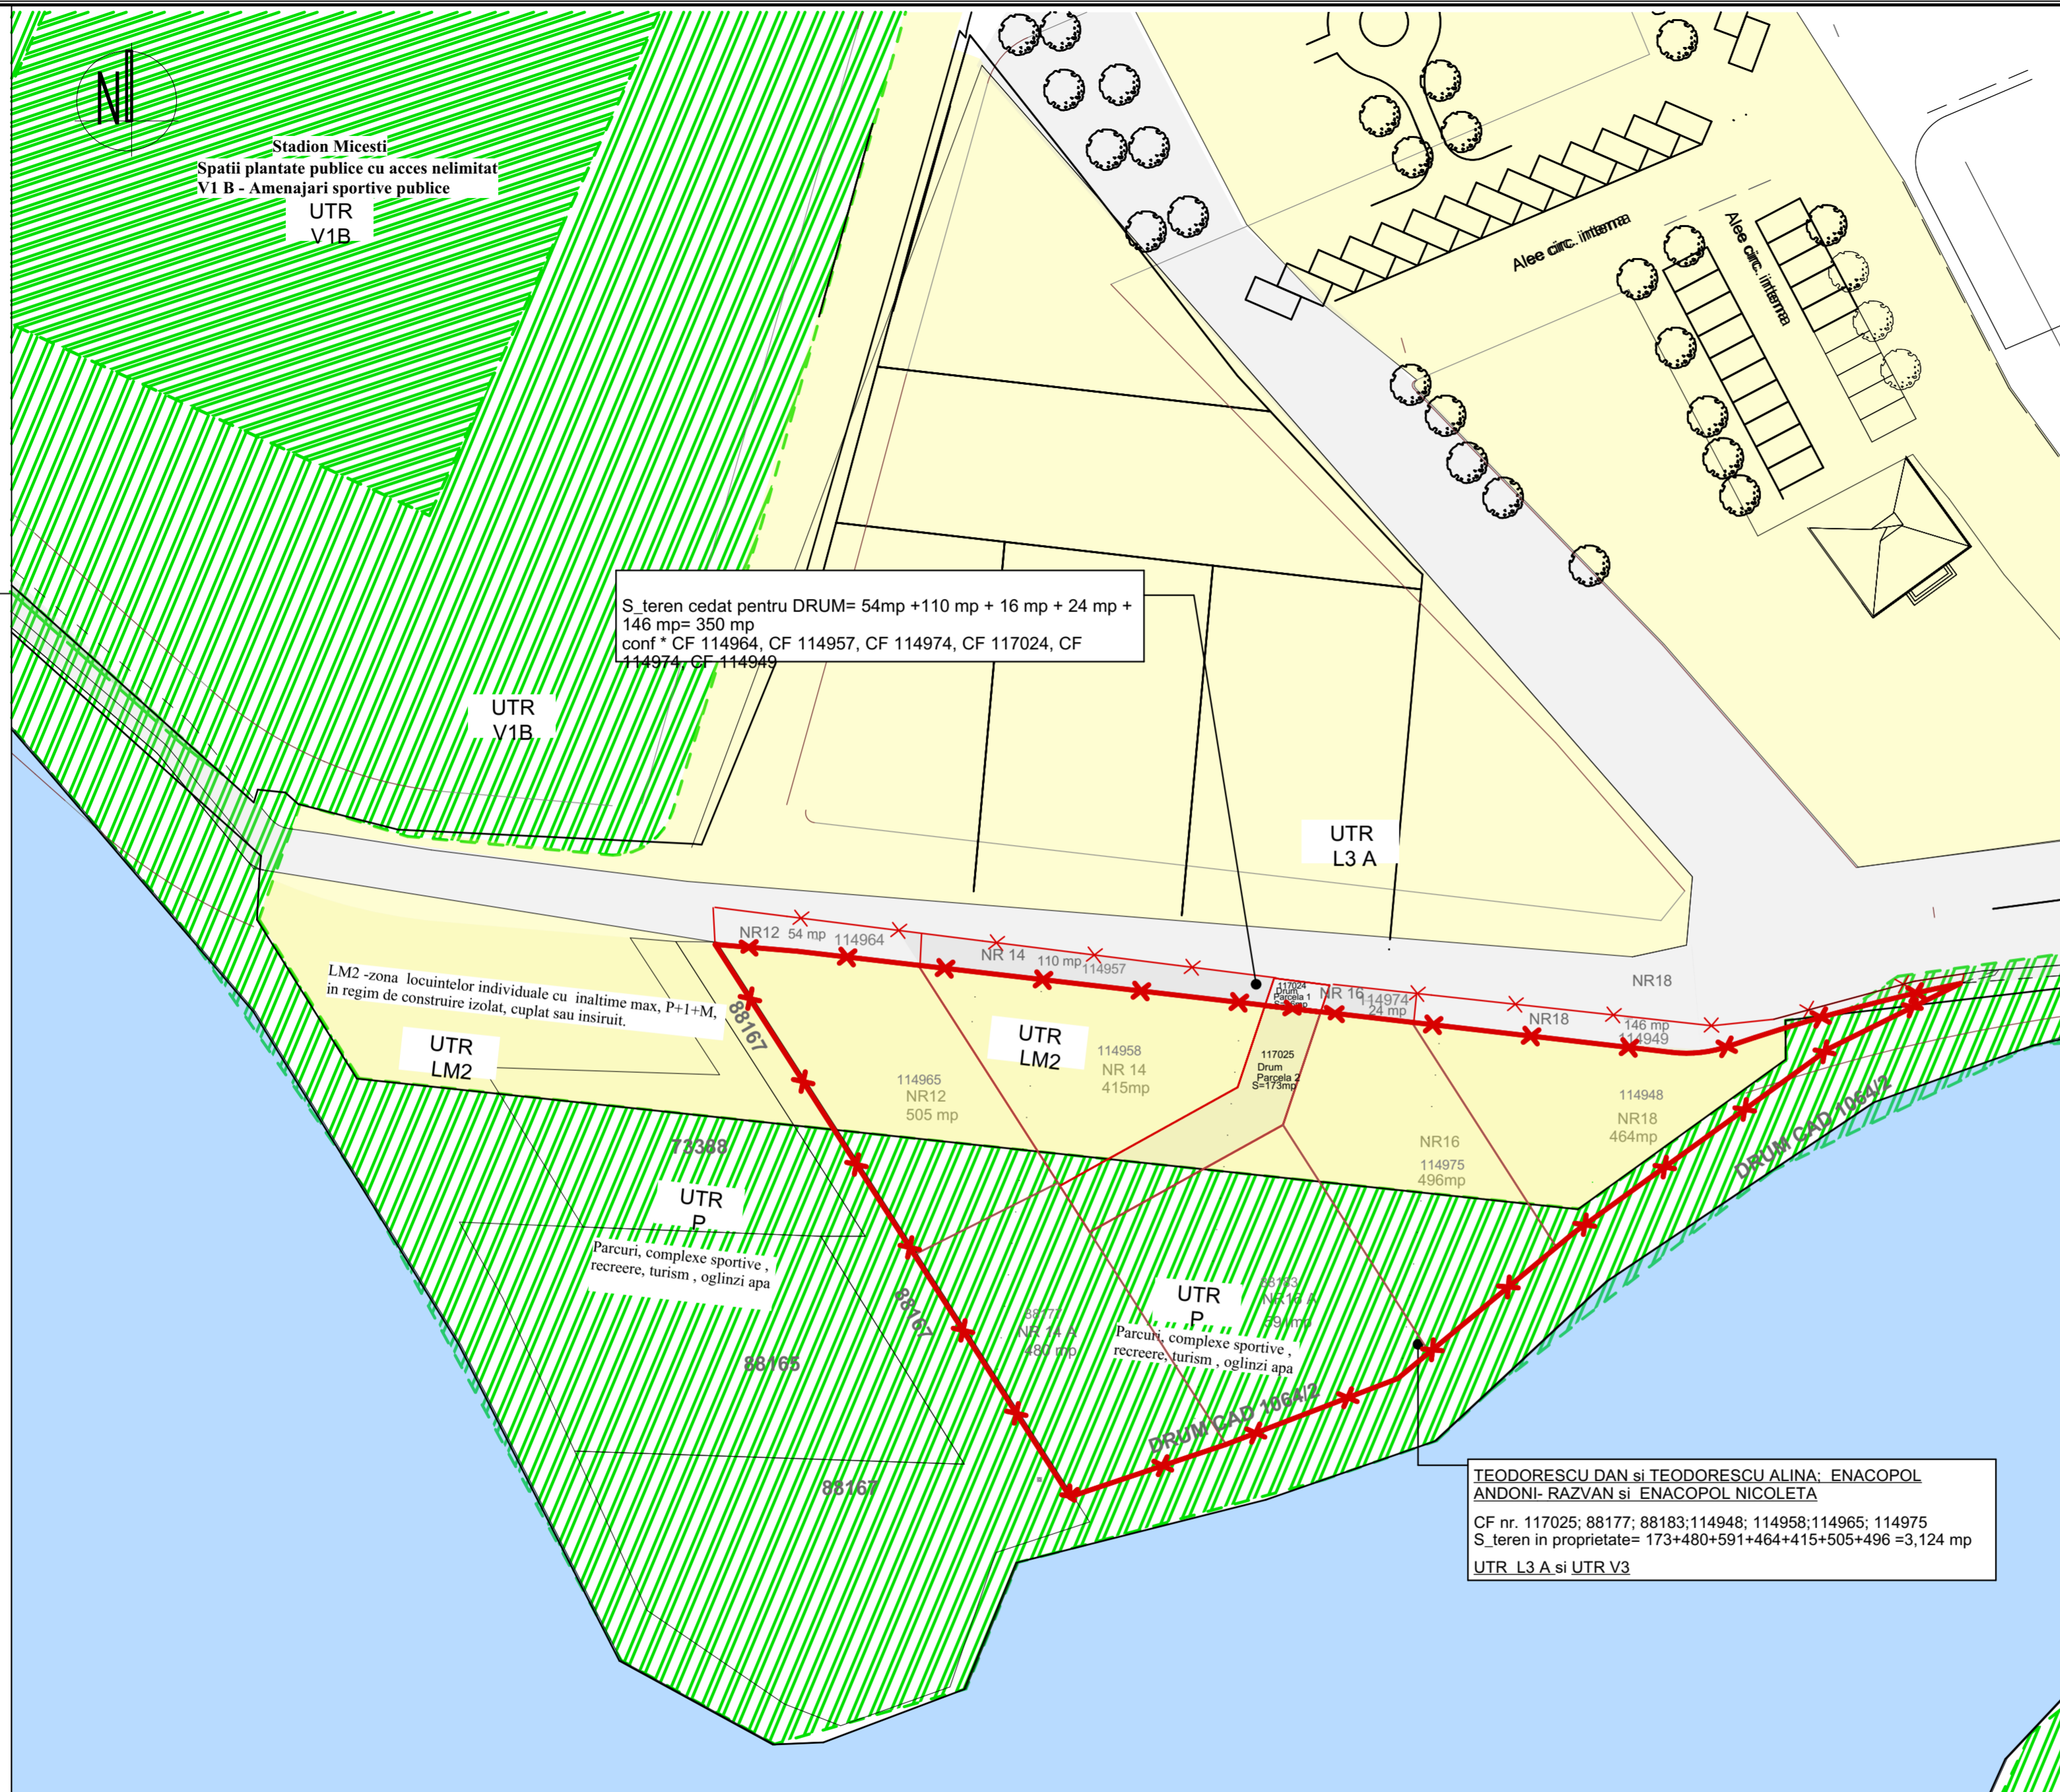 N
Stadion Micesti
Spatii plantate publice cu acces nelimitat
V1 B - Amenajari sportive publice
UTR
V1B
Alee circ. interna
Alee circ. interna
S_teren cedat pentru DRUM= 54mp +110 mp + 16 mp + 24 mp +
146 mp= 350 mp
conf * CF 114964, CF 114957, CF 114974, CF 117024, CF
114974, CF 114949
UTR
V1B
UTR
L3 A
NR12 54 mp 114964
NR 14 110 mp 114957
117024
Drum
Parcela 1
NR 16 114974
24 mp
NR18
NR18
146 mp
114949
LM2 -zona locuintelor individuale cu inaltime max, P+1+M,
in regim de construire izolat, cuplat sau insiruit.
UTR
LM2
88167
UTR
LM2
114958
NR 14
415mp
117025
Drum
Parcela 2
S=173mp
114965
NR12
505 mp
114948
NR18
464mp
NR16
114975
496mp
DRUM CAD 1064/2
73388
UTR
P
Parcuri, complexe sportive ,
recreere, turism , oglinzi apa
88167
88165
88177
NR 14 A
480 mp
88183
NR16 A
591mp
UTR
P
Parcuri, complexe sportive ,
recreere, turism , oglinzi apa
DRUM CAD 1064/2
88167
TEODORESCU DAN si TEODORESCU ALINA; ENACOPOL
ANDONI- RAZVAN si ENACOPOL NICOLETA
CF nr. 117025; 88177; 88183;114948; 114958;114965; 114975
S_teren in proprietate= 173+480+591+464+415+505+496 =3,124 mp
UTR L3 A si UTR V3